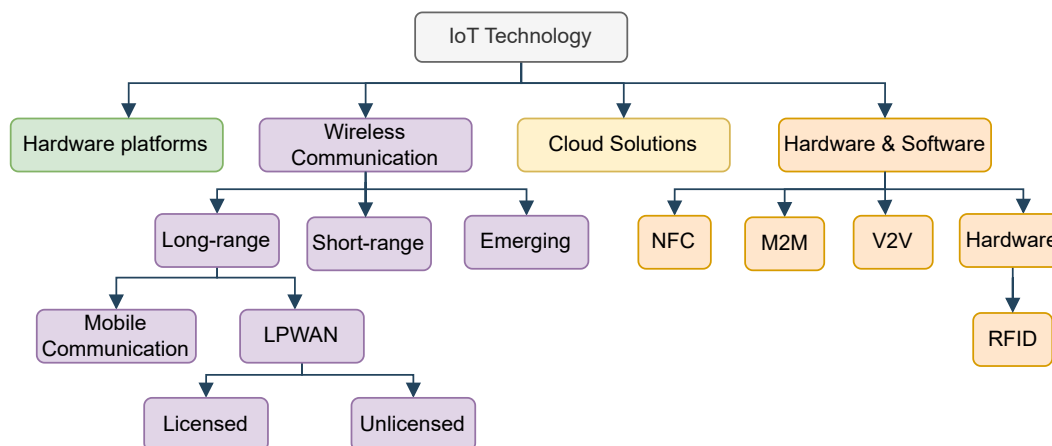 IoT Technology
Hardware platforms
Wireless
Communication
Cloud Solutions
Hardware & Software
Long-range
Short-range
Emerging
NFC
M2M
V2V
Hardware
Mobile
Communication
LPWAN
RFID
Licensed
Unlicensed